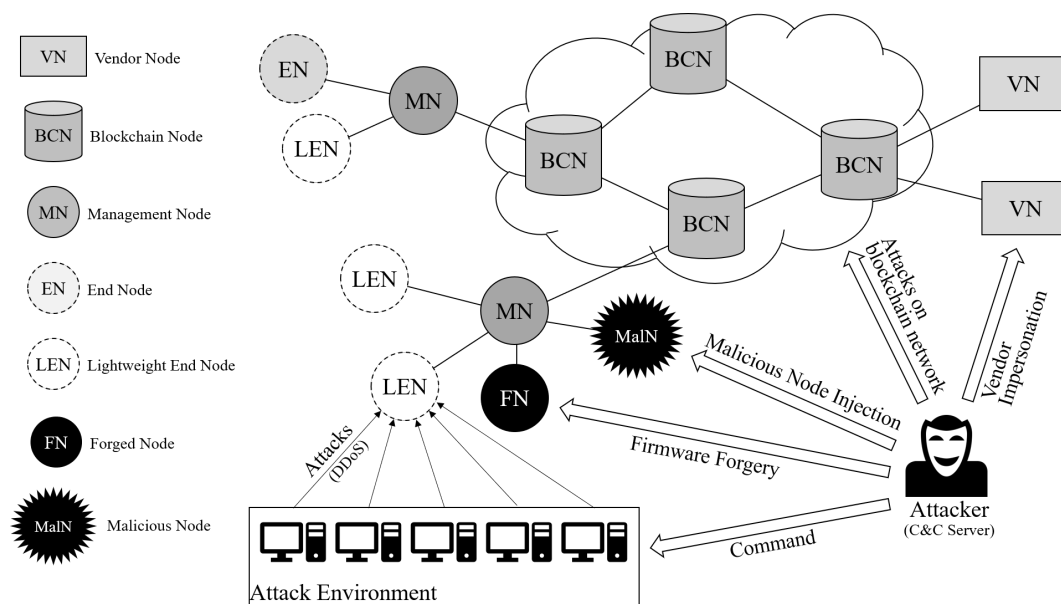 VN
Vendor Node
BCN
Blockchain Node
MN
Management Node
EN
End Node
LEN
Lightweight End Node
FN
Forged Node
MalN
Malicious Node
EN
LEN
MN
BCN
BCN
BCN
BCN
VN
VN
LEN
MN
MalN
LEN
FN
Attacks on
blockchain network
Vendor
Impersonation
Malicious Node Injection
Firmware Forgery
Command
Attacker
(C&C Server)
Attacks
(DDoS)
Attack Environment